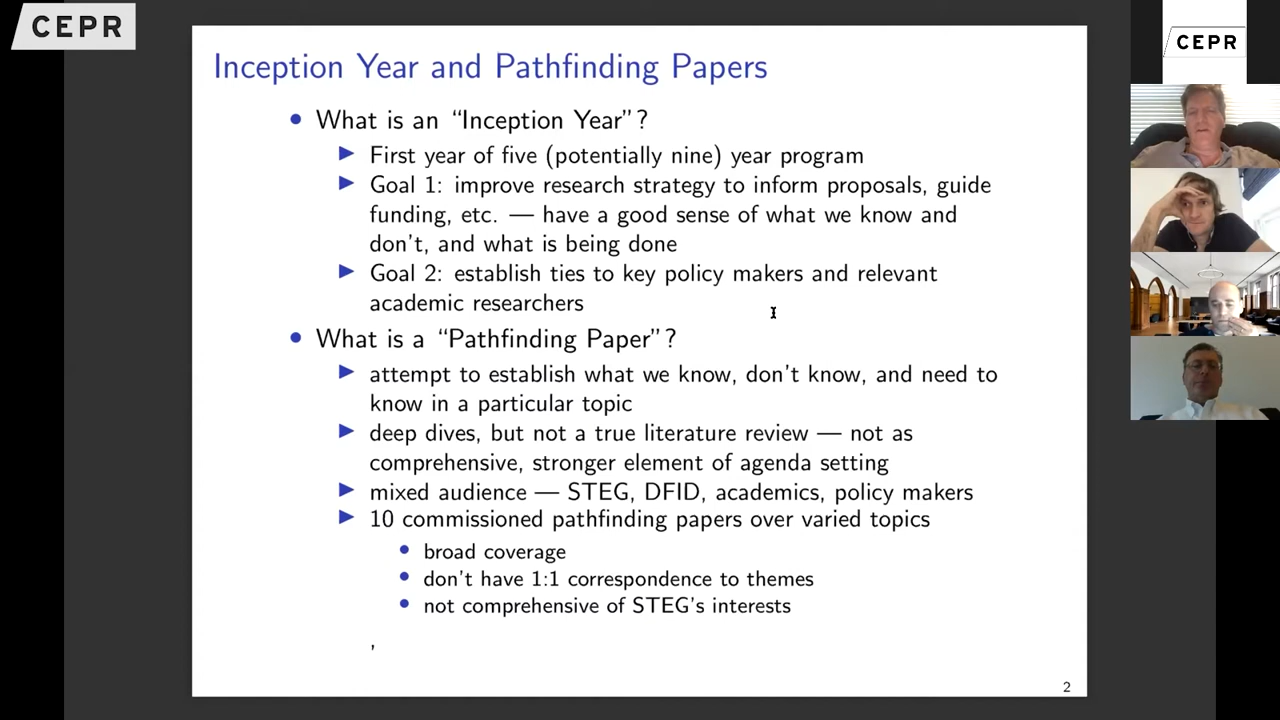 CEPR
CEPR
Inception Year and Pathfinding Papers
• What is an “Inception Year”?
▶ First year of five (potentially nine) year program
▶ Goal 1: improve research strategy to inform proposals, guide
funding, etc. — have a good sense of what we know and
don't, and what is being done
▶ Goal 2: establish ties to key policy makers and relevant
academic researchers
• What is a “Pathfinding Paper”?
▶ attempt to establish what we know, don't know, and need to
know in a particular topic
▶ deep dives, but not a true literature review — not as
comprehensive, stronger element of agenda setting
▶ mixed audience — STEG, DFID, academics, policy makers
▶ 10 commissioned pathfinding papers over varied topics
• broad coverage
• don't have 1:1 correspondence to themes
• not comprehensive of STEG's interests
,
2